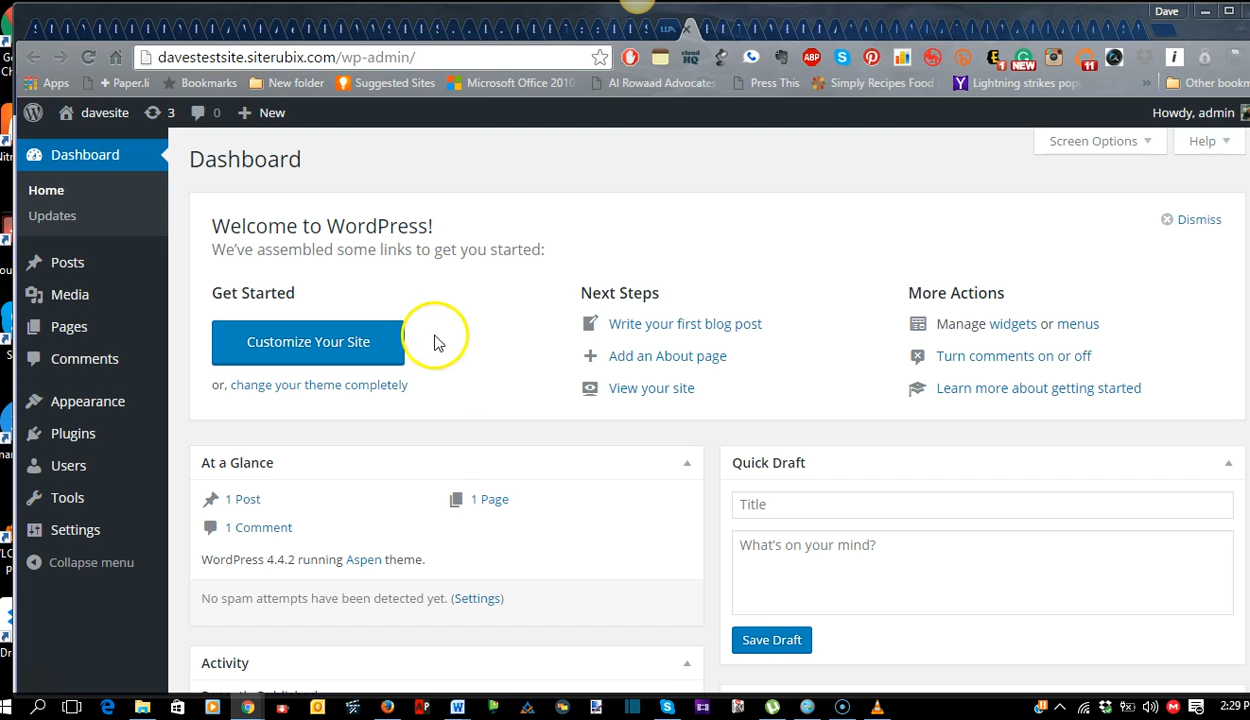 Dave
davestestsite.siterubix.com/wp-admin/
cloud HQ
ABP
1
NEW
11
Apps
+ Paper.li
Bookmarks
New folder
Suggested Sites
Microsoft Office 2010
Al Rowaad Advocates
Press This
Simply Recipes Food
Lightning strikes pop
»
Other bookm
davesite
3
0
New
Howdy, admin
Dashboard
Home
Updates
Posts
Media
Pages
Comments
Appearance
Plugins
Users
Tools
Settings
Collapse menu
Screen Options
Help
Dashboard
Welcome to WordPress!
Dismiss
We've assembled some links to get you started:
Get Started
Customize Your Site
or, change your theme completely
Next Steps
Write your first blog post
Add an About page
View your site
More Actions
Manage widgets or menus
Turn comments on or off
Learn more about getting started
At a Glance
1 Post
1 Page
1 Comment
WordPress 4.4.2 running Aspen theme.
No spam attempts have been detected yet. (Settings)
Activity
Quick Draft
Title
What's on your mind?
Save Draft
2:29 P